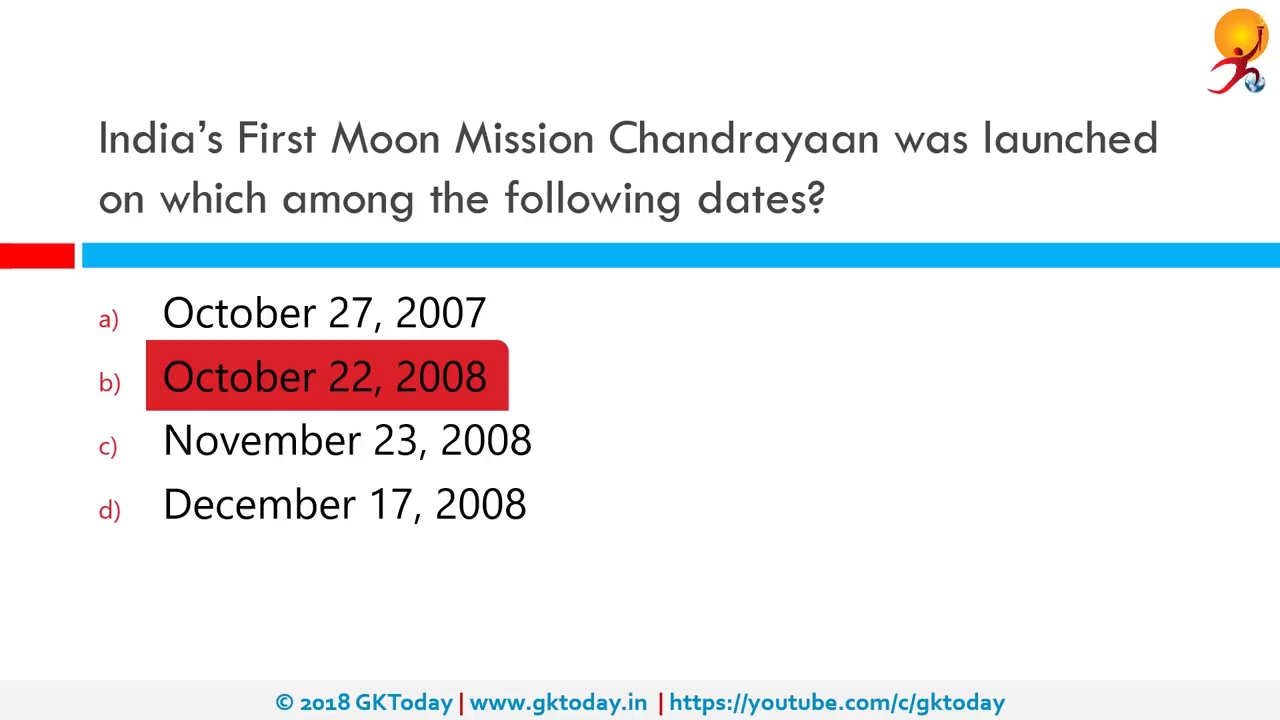 India’s First Moon Mission Chandrayaan was launched
on which among the following dates?
a) October 27, 2007
b) October 22, 2008
c) November 23, 2008
d) December 17, 2008
© 2018 GKToday | www.gktoday.in | https://youtube.com/c/gktoday